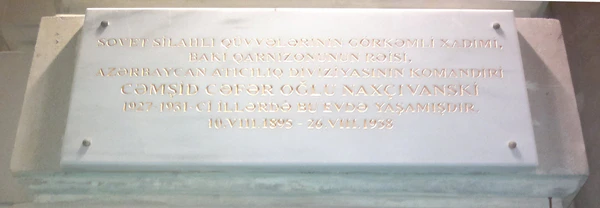 SOVET SİLAHLI QÜVVƏLƏRİNİN GÖRKƏMLİ XADİMİ,
BAKI QARNİZONUNUN RƏİSİ,
AZƏRBAYCAN ATICILIQ DİVİZİYASININ KOMANDİRİ
CƏMŞİD CƏFƏR OĞLU NAXÇIVANSKİ
1927-1931-Cİ İLLƏRDƏ BU EVDƏ YAŞAMIŞDIR.
10.VIII.1895 - 26.VIII.1938